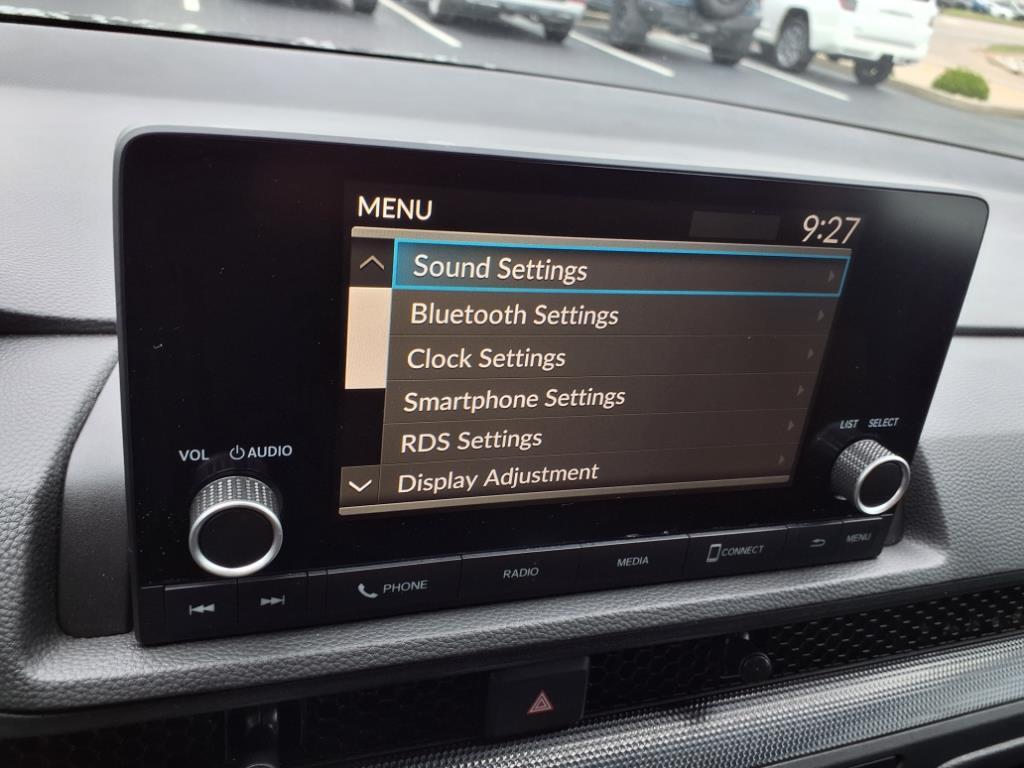 MENU 9:27
Sound Settings
Bluetooth Settings
Clock Settings
Smartphone Settings
RDS Settings
Display Adjustment
VOL AUDIO
LIST SELECT
PHONE RADIO MEDIA CONNECT MENU